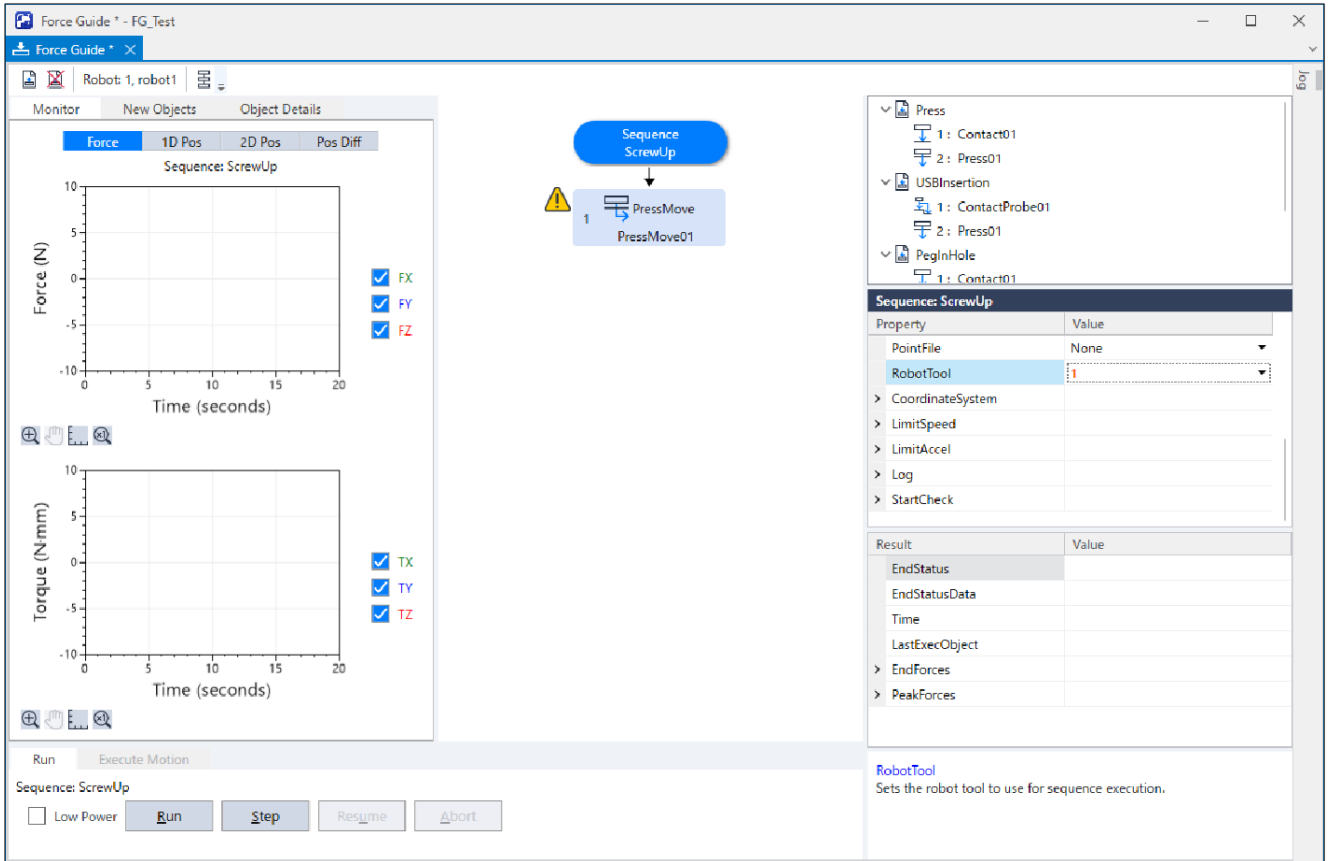 Force Guide * - FG_Test
Force Guide *
Robot: 1, robot1
Jog
Monitor New Objects Object Details
Force 1D Pos 2D Pos Pos Diff
Sequence: ScrewUp
10
5
0
-5
-10
Force (N)
0 5 10 15 20
Time (seconds)
FX
FY
FZ
10
5
0
-5
-10
Torque (N·mm)
0 5 10 15 20
Time (seconds)
TX
TY
TZ
Sequence
ScrewUp
1 PressMove
PressMove01
Press
1 : Contact01
2 : Press01
USBInsertion
1 : ContactProbe01
2 : Press01
PegInHole
1 : Contact01
Sequence: ScrewUp
Property Value
PointFile None
RobotTool 1
CoordinateSystem
LimitSpeed
LimitAccel
Log
StartCheck
Result Value
EndStatus
EndStatusData
Time
LastExecObject
EndForces
PeakForces
Run Execute Motion
Sequence: ScrewUp
Low Power Run Step Resume Abort
RobotTool
Sets the robot tool to use for sequence execution.